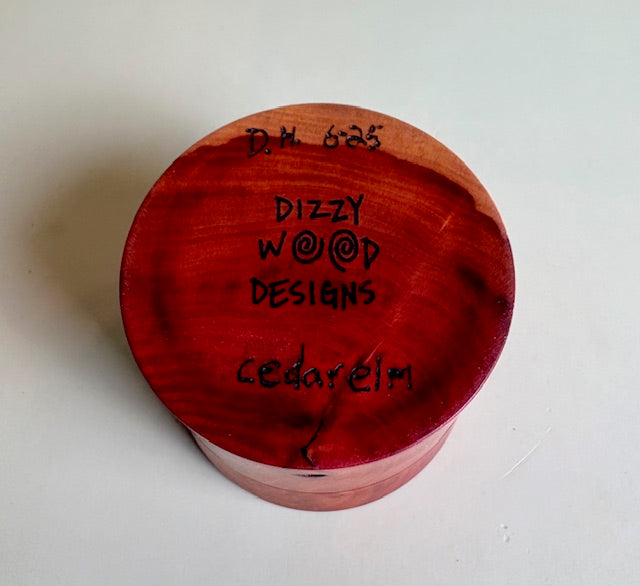 D.H. 6-25
DIZZY
WOOD
DESIGNS
cedarelm